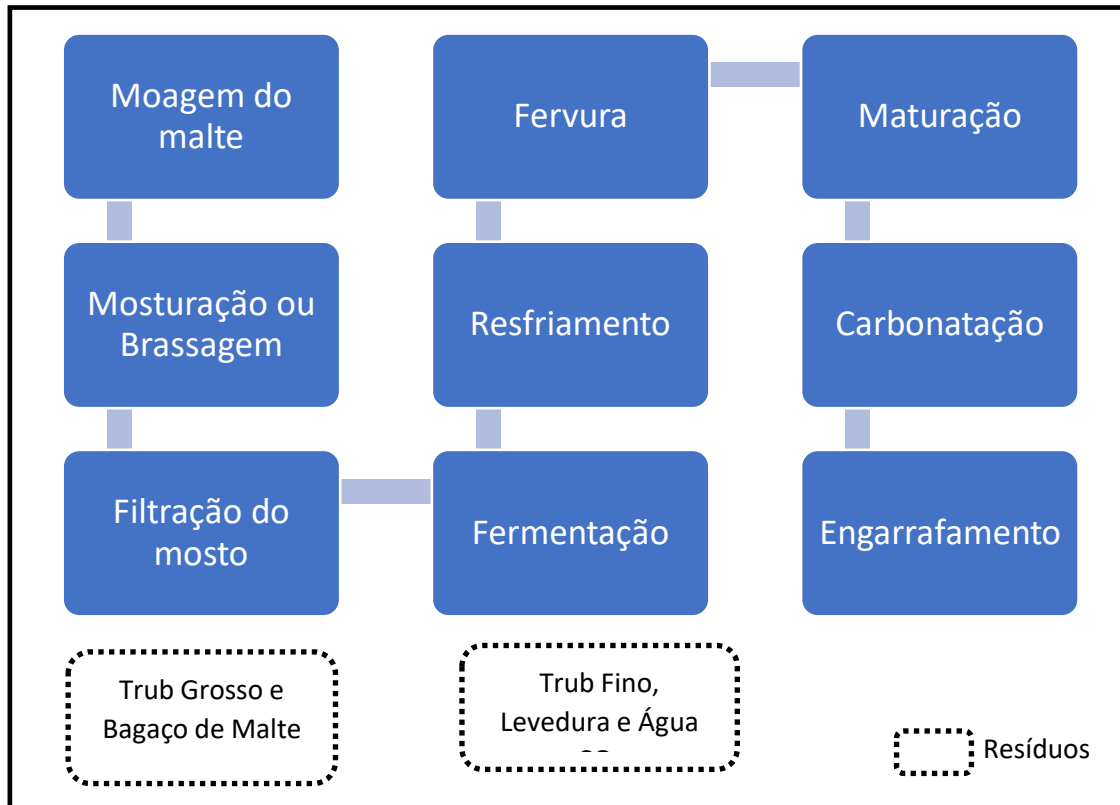 Moagem do
malte
Mosturação ou
Brassagem
Filtração do
mosto
Trub Grosso e
Bagaço de Malte
Fervura
Resfriamento
Fermentação
Trub Fino,
Levedura e Água
Maturação
Carbonatação
Engarrafamento
Resíduos